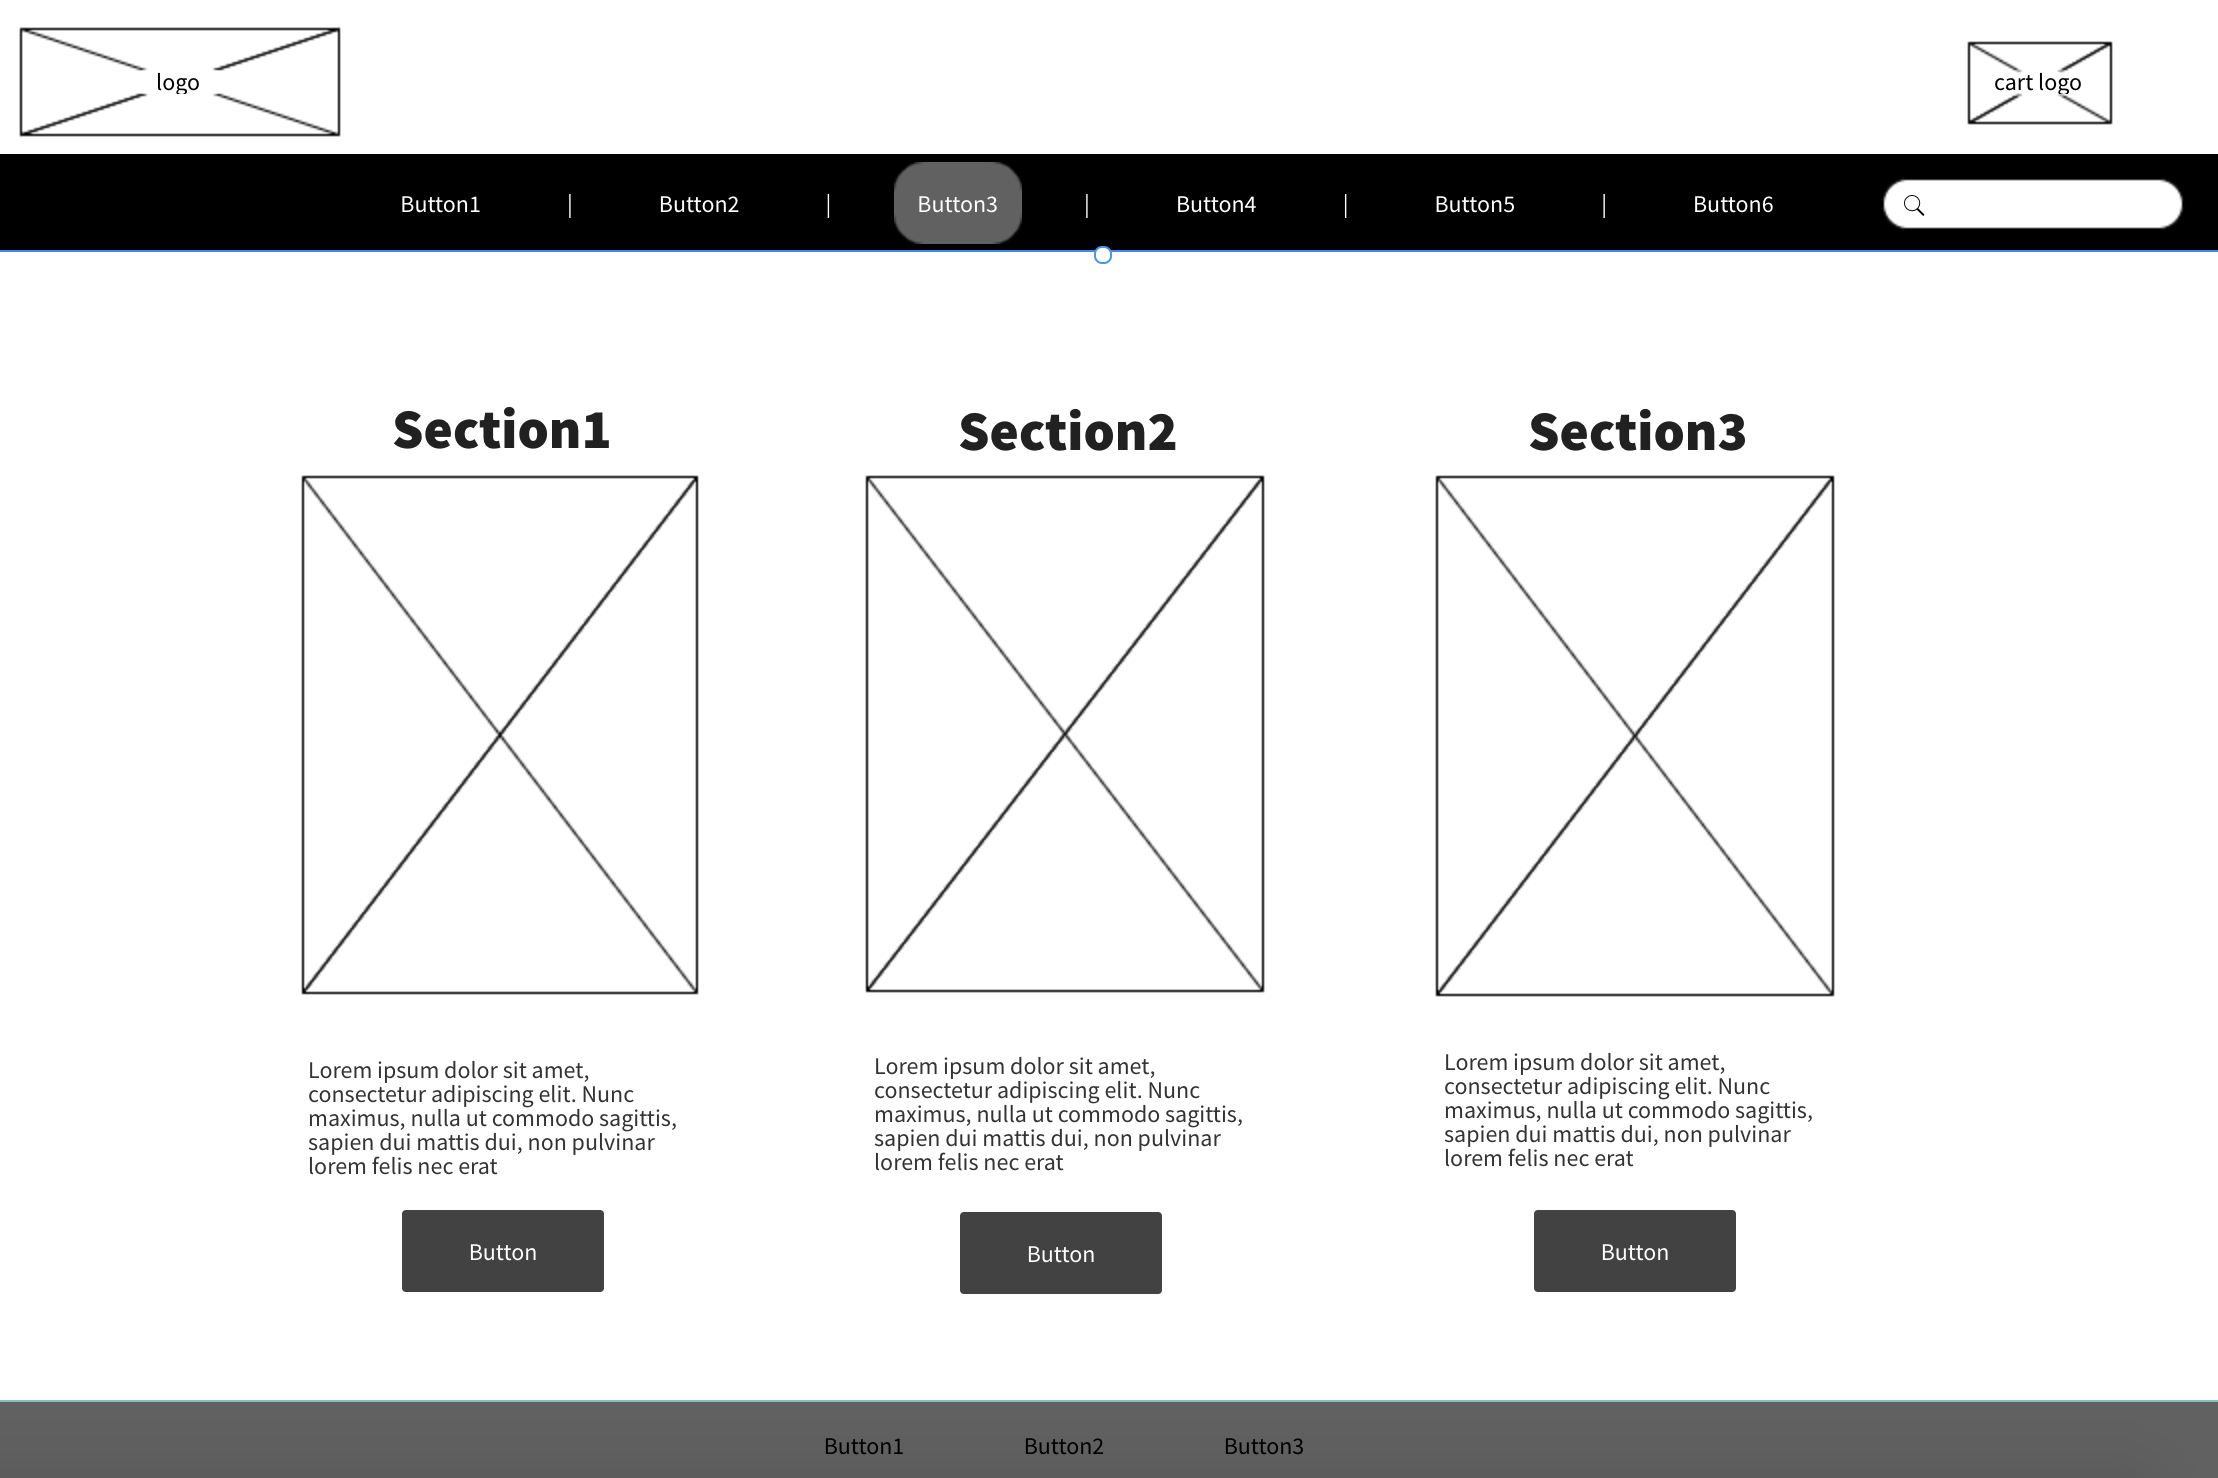 logo
cart logo
Button1 | Button2 | Button3 | Button4 | Button5 | Button6
Section1
Lorem ipsum dolor sit amet,
consectetur adipiscing elit. Nunc
maximus, nulla ut commodo sagittis,
sapien dui mattis dui, non pulvinar
lorem felis nec erat
Button
Section2
Lorem ipsum dolor sit amet,
consectetur adipiscing elit. Nunc
maximus, nulla ut commodo sagittis,
sapien dui mattis dui, non pulvinar
lorem felis nec erat
Button
Section3
Lorem ipsum dolor sit amet,
consectetur adipiscing elit. Nunc
maximus, nulla ut commodo sagittis,
sapien dui mattis dui, non pulvinar
lorem felis nec erat
Button
Button1 Button2 Button3